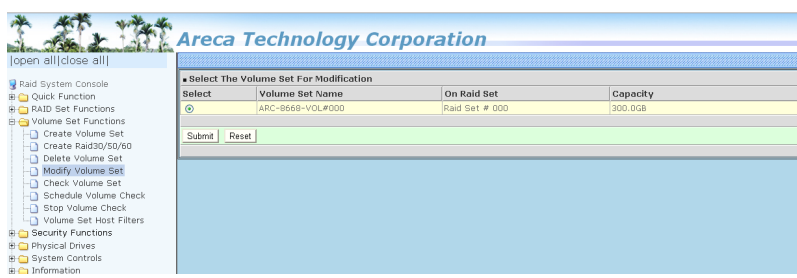 Areca Technology Corporation
|open all|close all|
Raid System Console
Quick Function
RAID Set Functions
Volume Set Functions
Create Volume Set
Create Raid30/50/60
Delete Volume Set
Modify Volume Set
Check Volume Set
Schedule Volume Check
Stop Volume Check
Volume Set Host Filters
Security Functions
Physical Drives
System Controls
Information
Select The Volume Set For Modification
Select Volume Set Name On Raid Set Capacity
ARC-8668-VOL#000 Raid Set # 000 300.0GB
Submit Reset